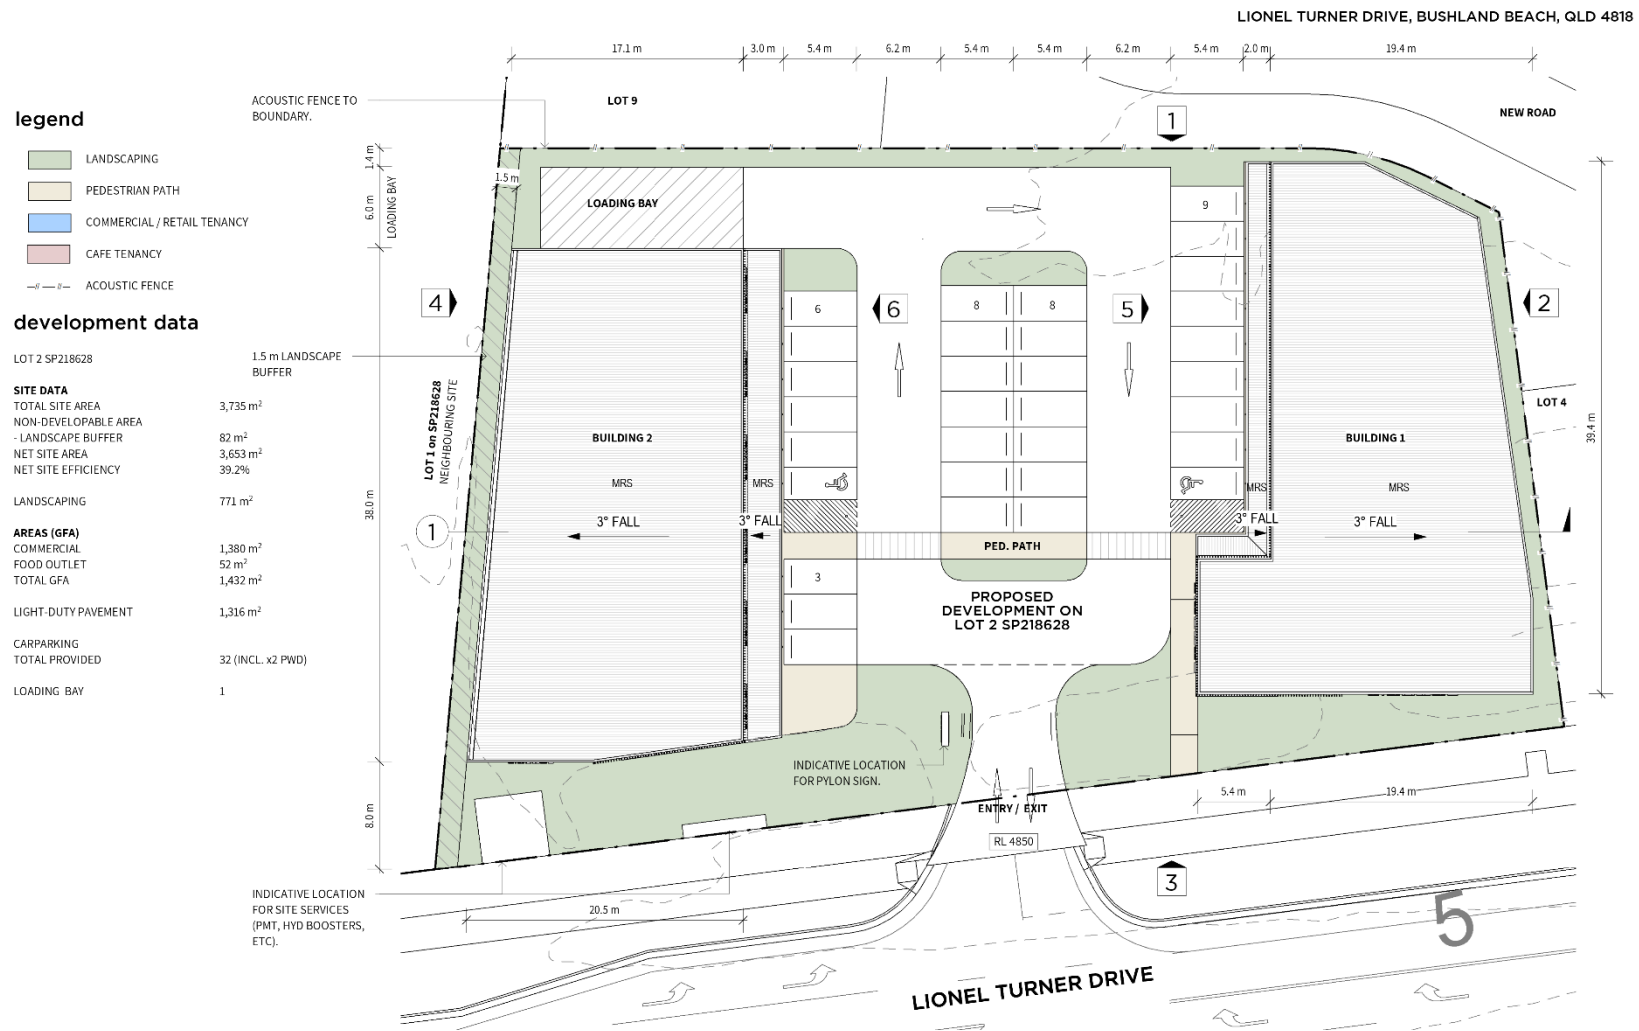 LIONEL TURNER DRIVE, BUSHLAND BEACH, QLD 4818
17.1 m
3.0 m
5.4 m
6.2 m
5.4 m
5.4 m
6.2 m
5.4 m
2.0 m
19.4 m
ACOUSTIC FENCE TO
BOUNDARY.
LOT 9
NEW ROAD
1
legend
LANDSCAPING
PEDESTRIAN PATH
COMMERCIAL / RETAIL TENANCY
CAFE TENANCY
ACOUSTIC FENCE
1.4 m
1.5 m
6.0 m
LOADING BAY
LOADING BAY
9
4
6
6
8
8
5
2
development data
LOT 2 SP218628
1.5 m LANDSCAPE
BUFFER
SITE DATA
TOTAL SITE AREA 3,735 m²
NON-DEVELOPABLE AREA
- LANDSCAPE BUFFER 82 m²
NET SITE AREA 3,653 m²
NET SITE EFFICIENCY 39.2%
LANDSCAPING 771 m²
AREAS (GFA)
COMMERCIAL 1,380 m²
FOOD OUTLET 52 m²
TOTAL GFA 1,432 m²
LIGHT-DUTY PAVEMENT 1,316 m²
CARPARKING
TOTAL PROVIDED 32 (INCL. x2 PWD)
LOADING BAY 1
LOT 1 on SP218628
NEIGHBOURING SITE
LOT 4
39.4 m
38.0 m
BUILDING 2
BUILDING 1
MRS
MRS
MRS
MRS
1
3° FALL
3° FALL
3° FALL
3° FALL
PED. PATH
3
PROPOSED
DEVELOPMENT ON
LOT 2 SP218628
INDICATIVE LOCATION
FOR PYLON SIGN.
8.0 m
5.4 m
19.4 m
ENTRY / EXIT
RL 4850
3
INDICATIVE LOCATION
FOR SITE SERVICES
(PMT, HYD BOOSTERS,
ETC).
20.5 m
5
LIONEL TURNER DRIVE